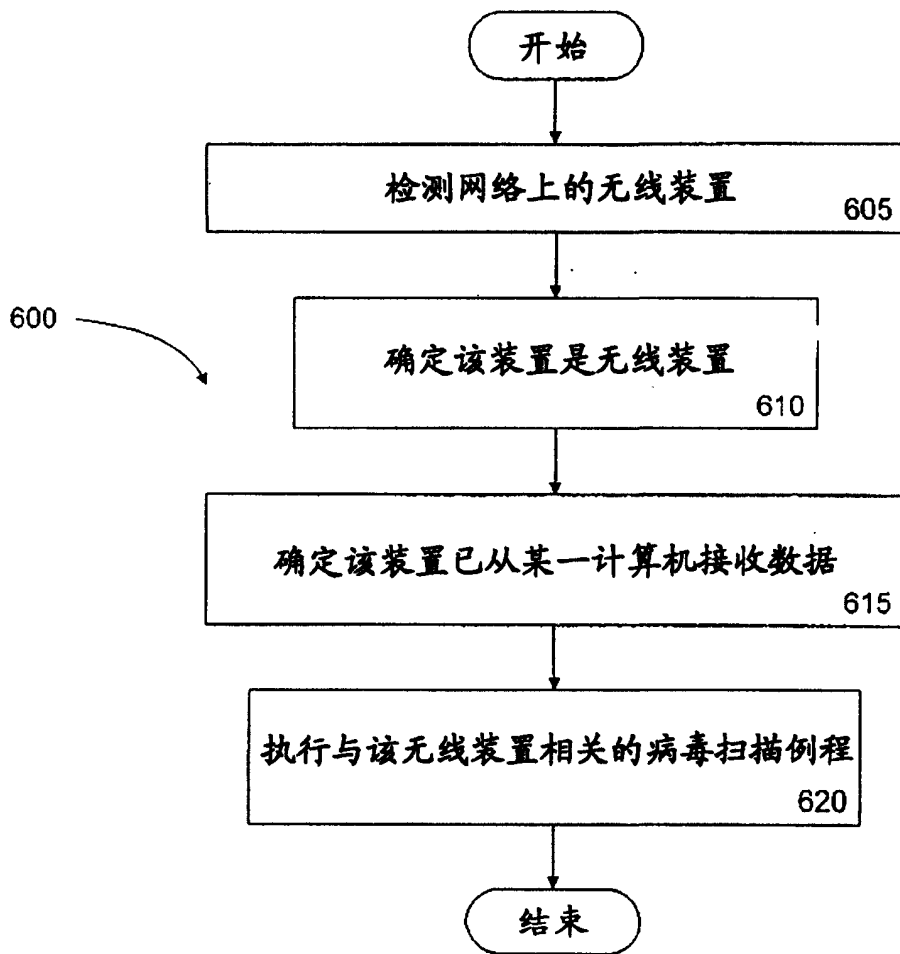 开始
检测网络上的无线装置
605
600
确定该装置是无线装置
610
确定该装置已从某一计算机接收数据
615
执行与该无线装置相关的病毒扫描例程
620
结束